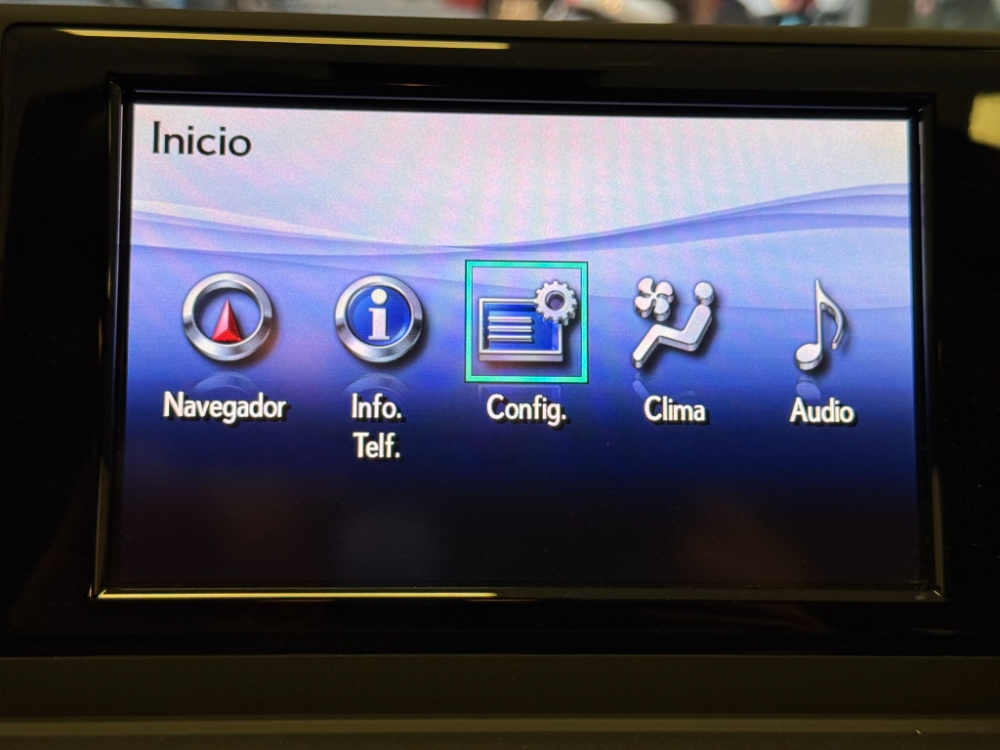 Inicio
Navegador
Info.
Telf.
Config.
Clima
Audio